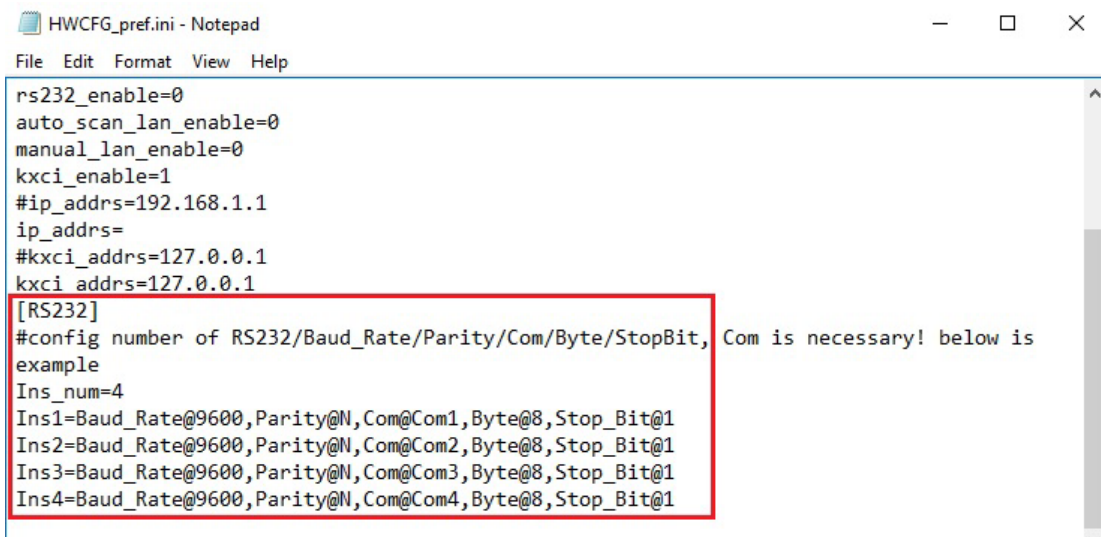 HWCFG_pref.ini - Notepad
File Edit Format View Help
rs232_enable=0
auto_scan_lan_enable=0
manual_lan_enable=0
kxci_enable=1
#ip_addrs=192.168.1.1
ip_addrs=
#kxci_addrs=127.0.0.1
kxci_addrs=127.0.0.1
[RS232]
#config number of RS232/Baud_Rate/Parity/Com/Byte/StopBit, Com is necessary! below is
example
Ins_num=4
Ins1=Baud_Rate@9600,Parity@N,Com@Com1,Byte@8,Stop_Bit@1
Ins2=Baud_Rate@9600,Parity@N,Com@Com2,Byte@8,Stop_Bit@1
Ins3=Baud_Rate@9600,Parity@N,Com@Com3,Byte@8,Stop_Bit@1
Ins4=Baud_Rate@9600,Parity@N,Com@Com4,Byte@8,Stop_Bit@1